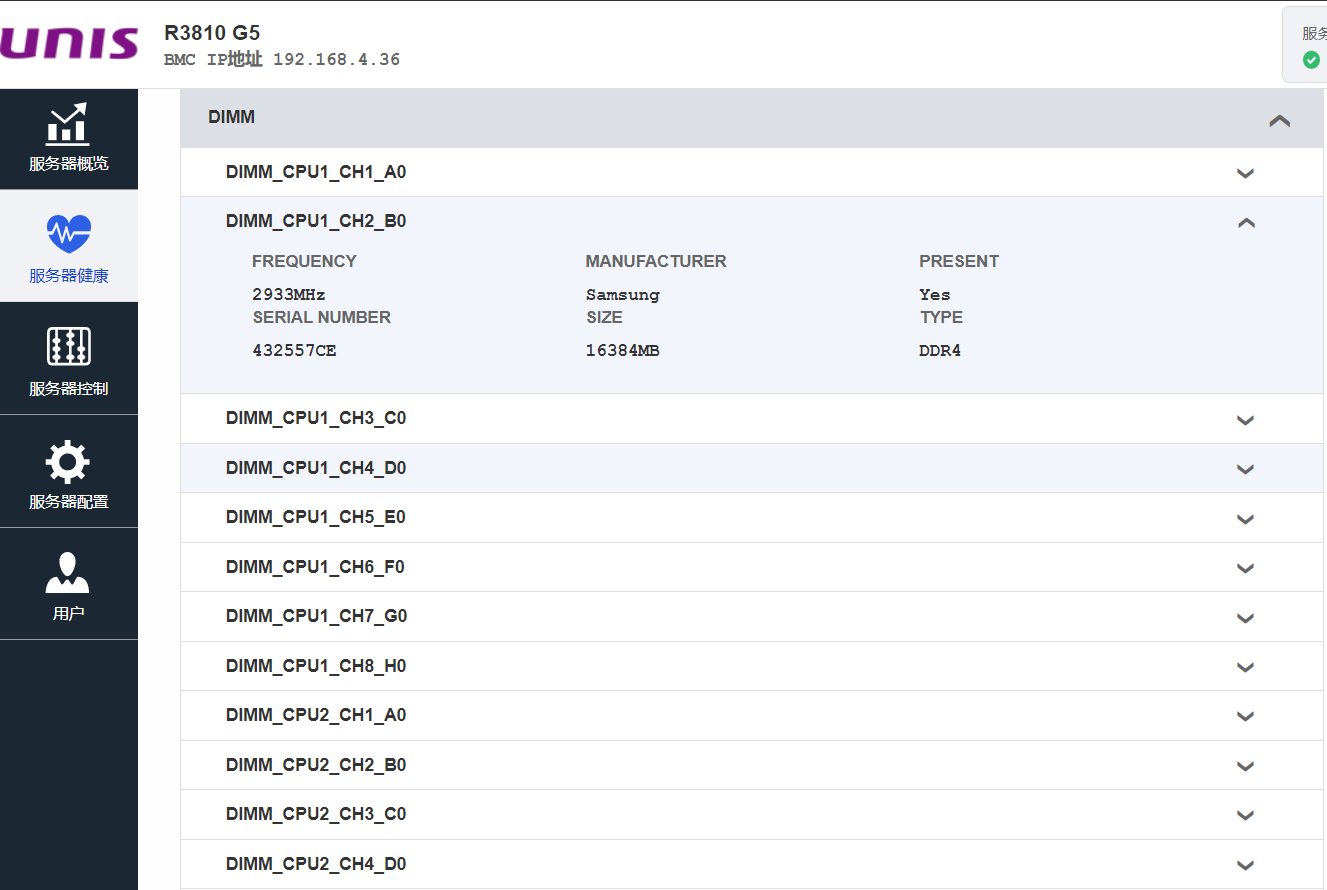 UNIS
R3810 G5
BMC IP地址 192.168.4.36
服务
服务器概览
服务器健康
服务器控制
服务器配置
用户
DIMM
DIMM_CPU1_CH1_A0
DIMM_CPU1_CH2_B0
FREQUENCY MANUFACTURER PRESENT
2933MHz Samsung Yes
SERIAL NUMBER SIZE TYPE
432557CE 16384MB DDR4
DIMM_CPU1_CH3_C0
DIMM_CPU1_CH4_D0
DIMM_CPU1_CH5_E0
DIMM_CPU1_CH6_F0
DIMM_CPU1_CH7_G0
DIMM_CPU1_CH8_H0
DIMM_CPU2_CH1_A0
DIMM_CPU2_CH2_B0
DIMM_CPU2_CH3_C0
DIMM_CPU2_CH4_D0